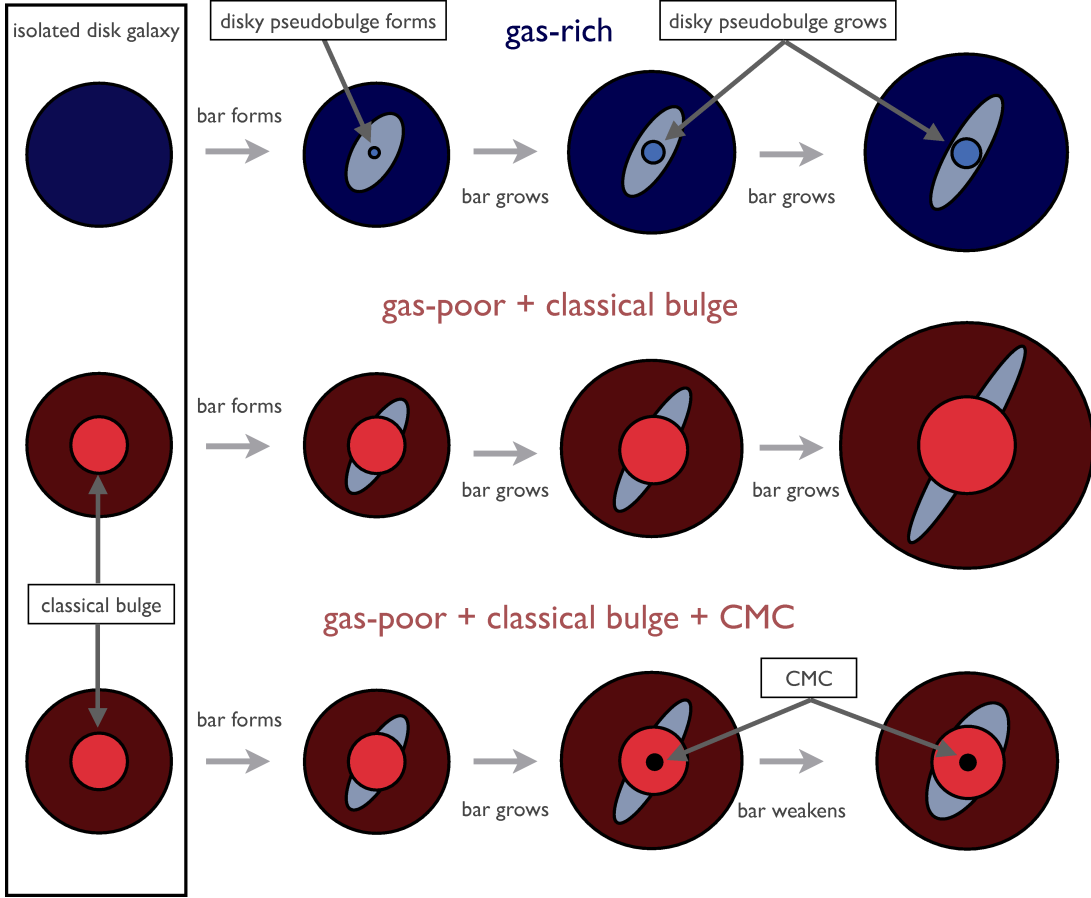 isolated disk galaxy
disky pseudobulge forms
gas-rich
disky pseudobulge grows
bar forms
bar grows
bar grows
gas-poor + classical bulge
bar forms
bar grows
bar grows
classical bulge
gas-poor + classical bulge + CMC
CMC
bar forms
bar grows
bar weakens